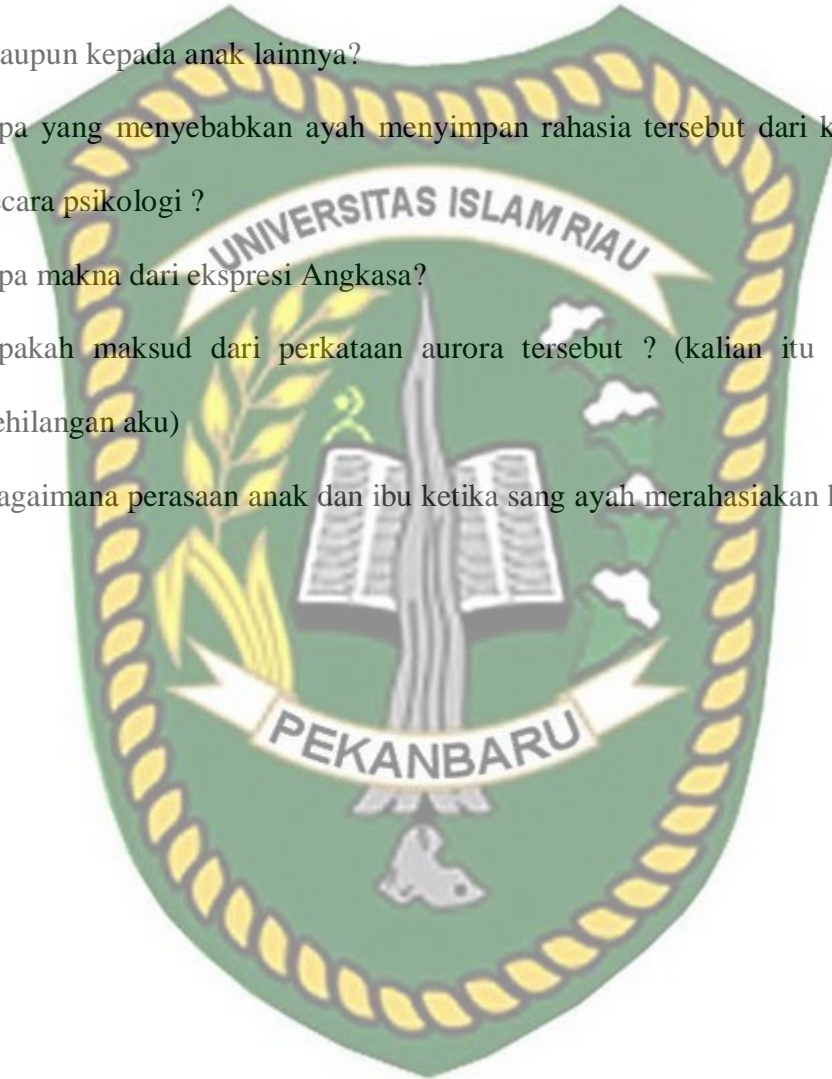 aupun kepada anak lainnya?
pa yang menyebabkan ayah menyimpan rahasia tersebut dari k
ecara psikologi ?
UNIVERSITAS ISLAM RIAU
pa makna dari ekspresi Angkasa?
pakah maksud dari perkataan aurora tersebut ? (kalian itu
ehilangan aku)
agaimana perasaan anak dan ibu ketika sang ayah merahasiakan
PEKANBARU